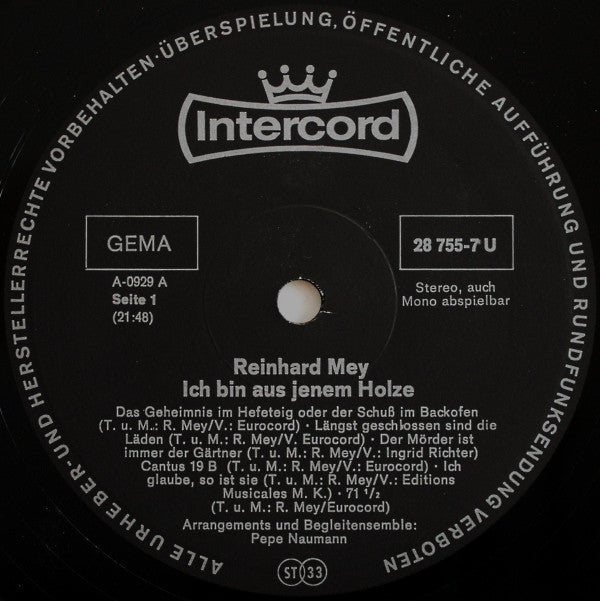 ALLE URHEBER- UND HERSTELLERRECHTE VORBEHALTEN · ÜBERSPIELUNG, ÖFFENTLICHE AUFFÜHRUNG UND RUNDFUNKSENDUNG VERBOTEN
Intercord
GEMA
28 755-7 U
A-0929 A
Seite 1
(21:48)
Stereo, auch
Mono abspielbar
Reinhard Mey
Ich bin aus jenem Holze
Das Geheimnis im Hefeteig oder der Schuß im Backofen
(T. u. M.: R. Mey/V.: Eurocord) · Längst geschlossen sind die
Läden (T. u. M.: R. Mey/V. Eurocord) · Der Mörder ist
immer der Gärtner (T. u. M.: R. Mey/V.: Ingrid Richter)
Cantus 19 B (T. u. M.: R. Mey/V.: Eurocord) · Ich
glaube, so ist sie (T. u. M.: R. Mey/V.: Editions
Musicales M. K.) · 71 1/2
(T. u. M.: R. Mey/Eurocord)
Arrangements und Begleitensemble:
Pepe Naumann
ST 33